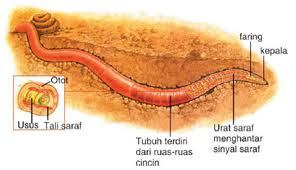 faring
kepala
Otot
Usus
Tali saraf
Tubuh terdiri
dari ruas-ruas
cincin
Urat saraf
menghantar
sinyal saraf